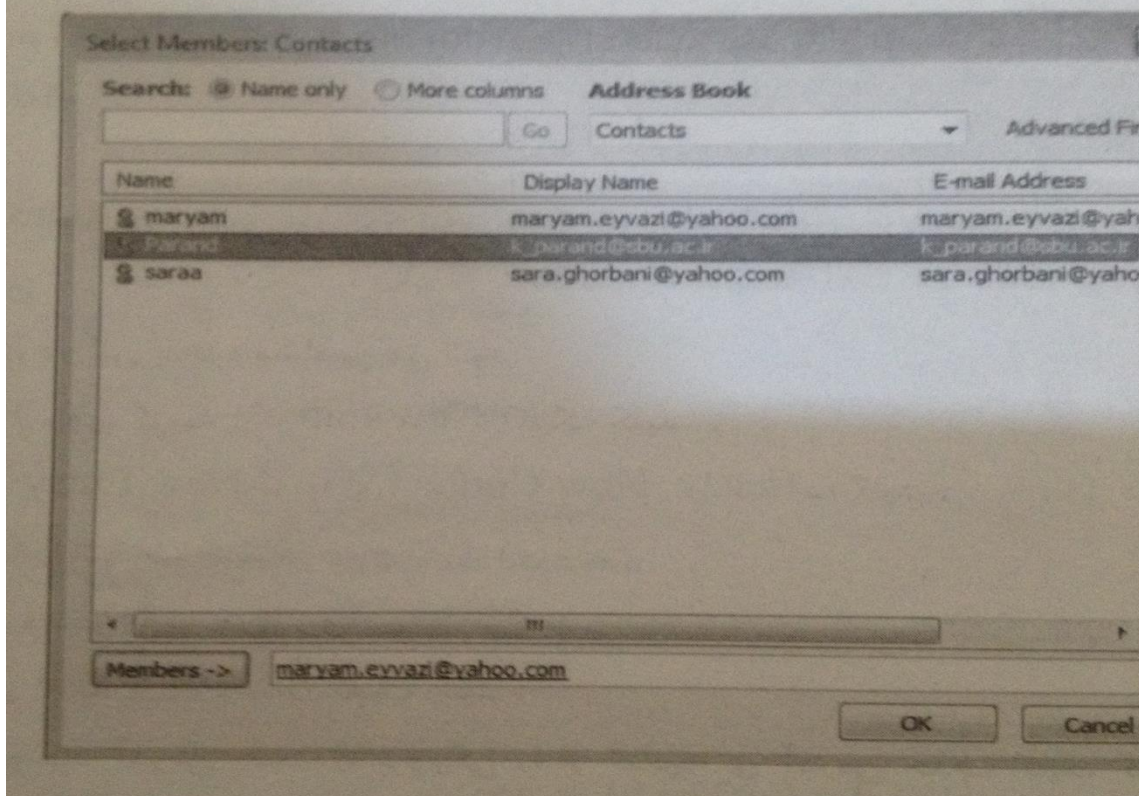 Select Members: Contacts
Search: Name only More columns Address Book
Go Contacts Advanced Fin
Name Display Name E-mail Address
maryam maryam.eyvazi@yahoo.com maryam.eyvazi@yah
Parand k_parand@sbu.ac.ir k_parand@sbu.ac.ir
saraa sara.ghorbani@yahoo.com sara.ghorbani@yaho
Members -> maryam.eyvazi@yahoo.com
OK Cancel